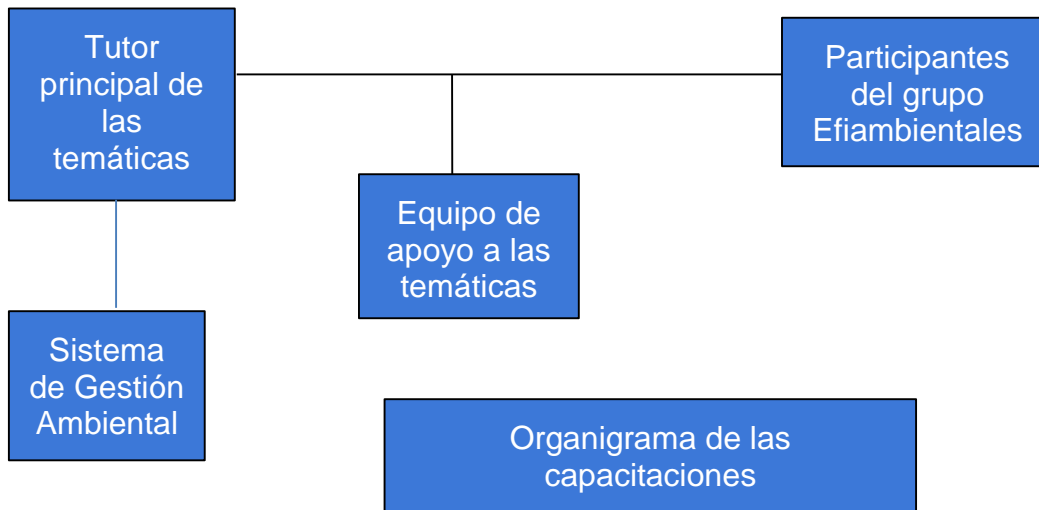 Tutor
principal de
las
temáticas
Participantes
del grupo
Efiambientales
Equipo de
apoyo a las
temáticas
Sistema
de Gestión
Ambiental
Organigrama de las
capacitaciones